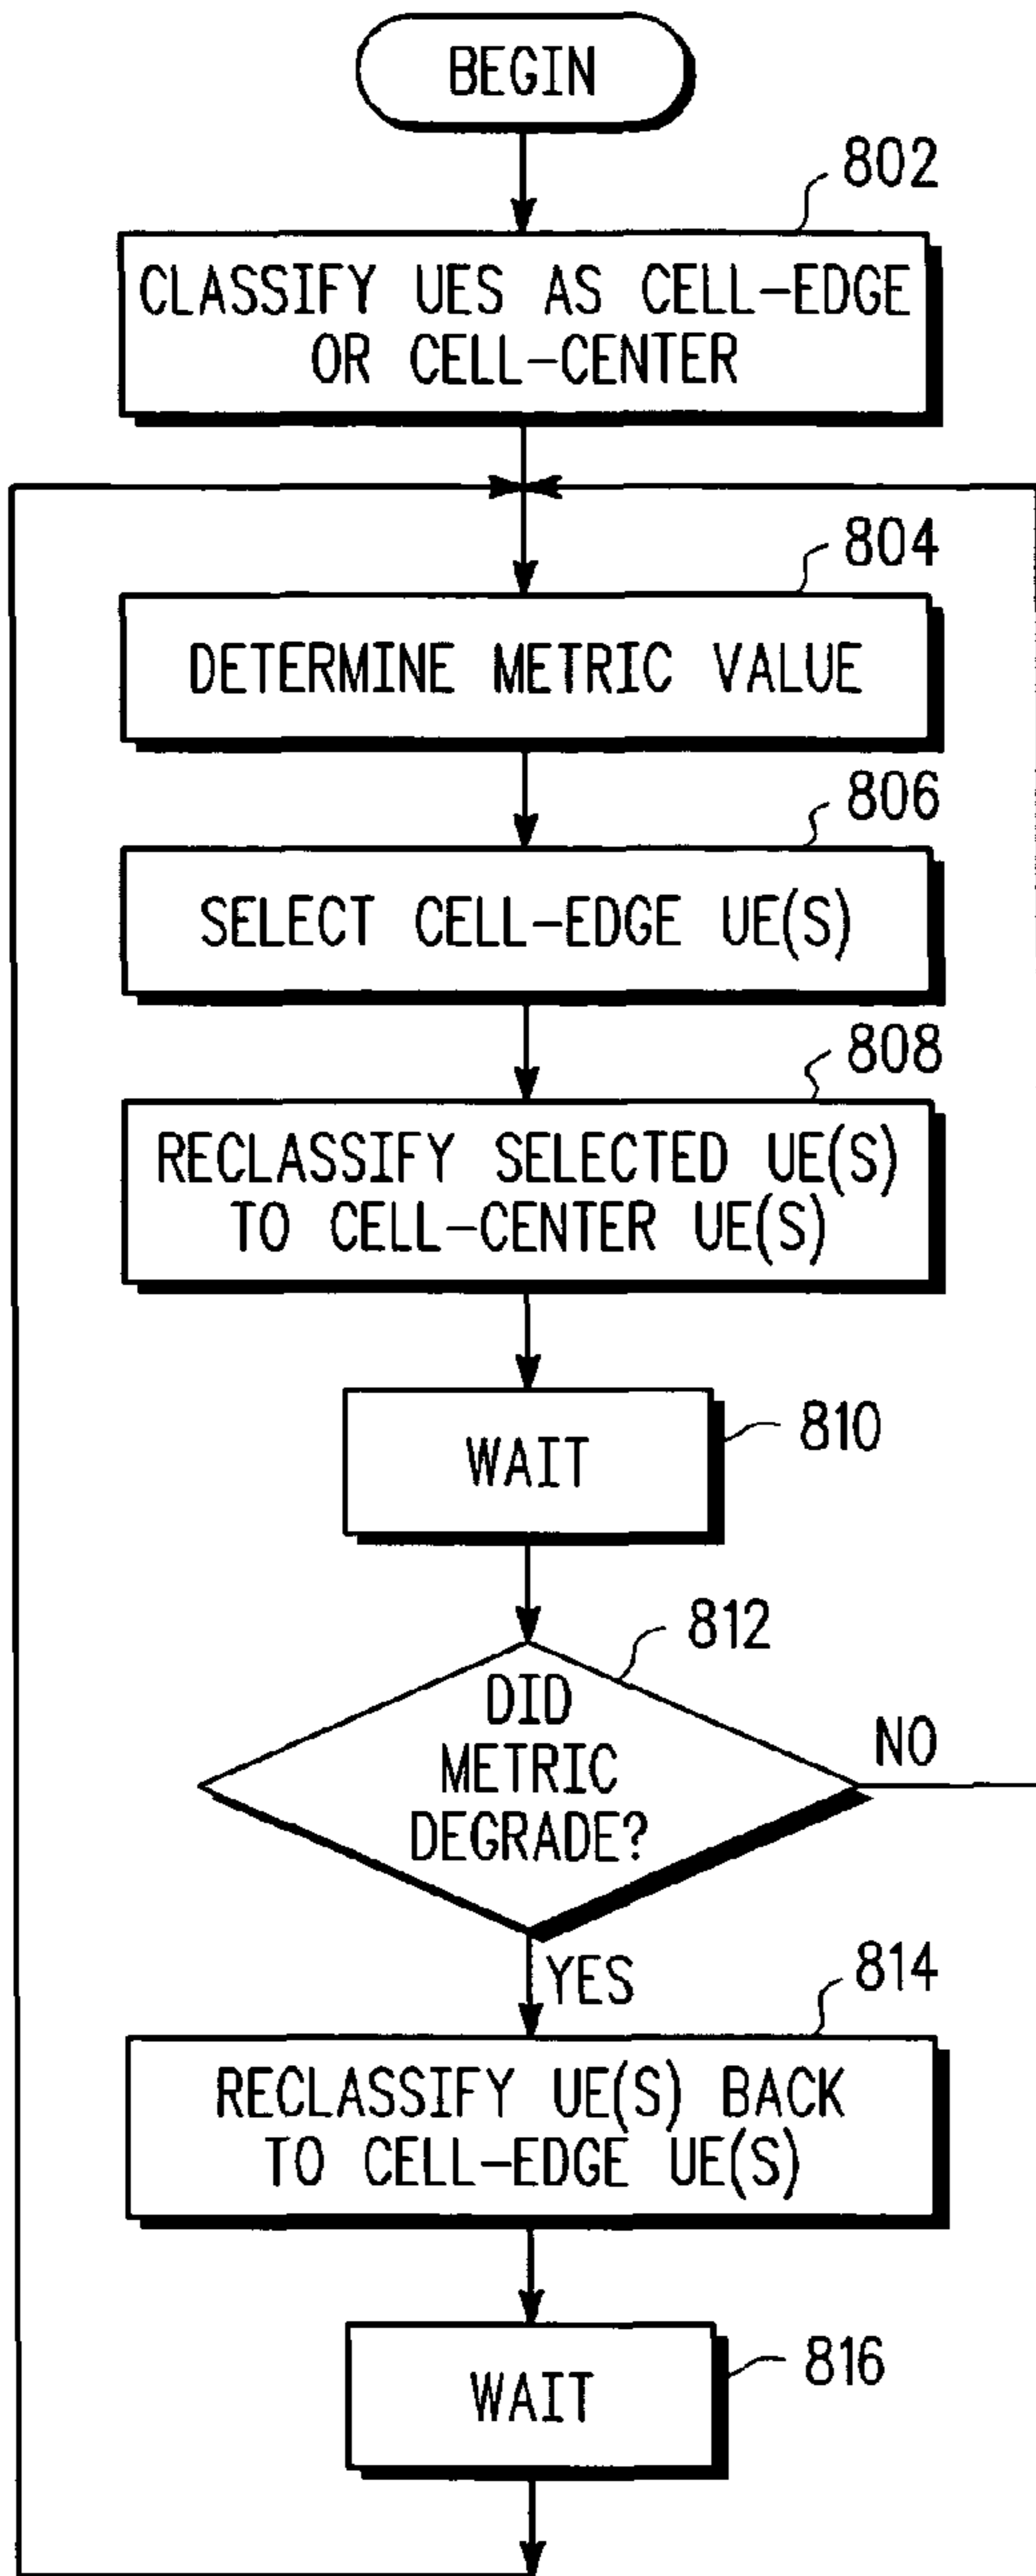 BEGIN
802
CLASSIFY UES AS CELL-EDGE
OR CELL-CENTER
804
DETERMINE METRIC VALUE
806
SELECT CELL-EDGE UE(S)
808
RECLASSIFY SELECTED UE(S)
TO CELL-CENTER UE(S)
810
WAIT
812
DID
METRIC
DEGRADE?
NO
YES
814
RECLASSIFY UE(S) BACK
TO CELL-EDGE UE(S)
816
WAIT